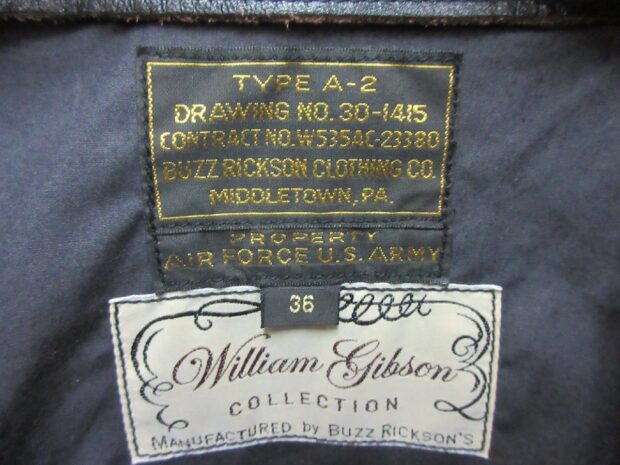 TYPE A-2
DRAWING NO. 30-1415
CONTRACT NO. W535AC-23380
BUZZ RICKSON CLOTHING CO.
MIDDLETOWN, PA.
PROPERTY
AIR FORCE U.S. ARMY
36
William Gibson
COLLECTION
MANUFACTURED by BUZZ RICKSON'S